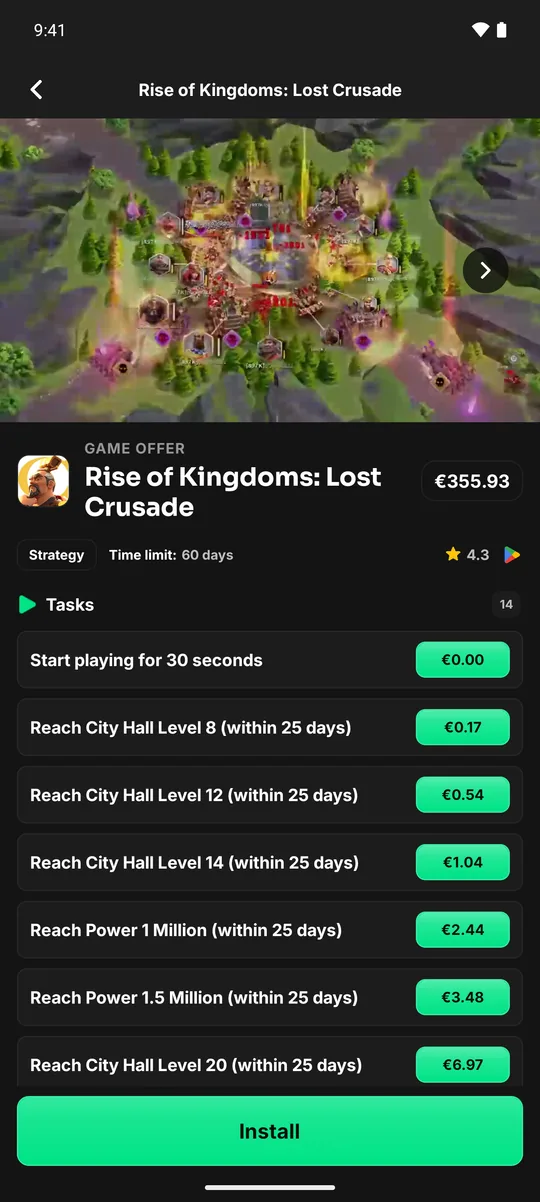 9:41
Rise of Kingdoms: Lost Crusade
GAME OFFER
Rise of Kingdoms: Lost
Crusade
€355.93
Strategy
Time limit: 60 days
4.3
Tasks
14
Start playing for 30 seconds
€0.00
Reach City Hall Level 8 (within 25 days)
€0.17
Reach City Hall Level 12 (within 25 days)
€0.54
Reach City Hall Level 14 (within 25 days)
€1.04
Reach Power 1 Million (within 25 days)
€2.44
Reach Power 1.5 Million (within 25 days)
€3.48
Reach City Hall Level 20 (within 25 days)
€6.97
Install